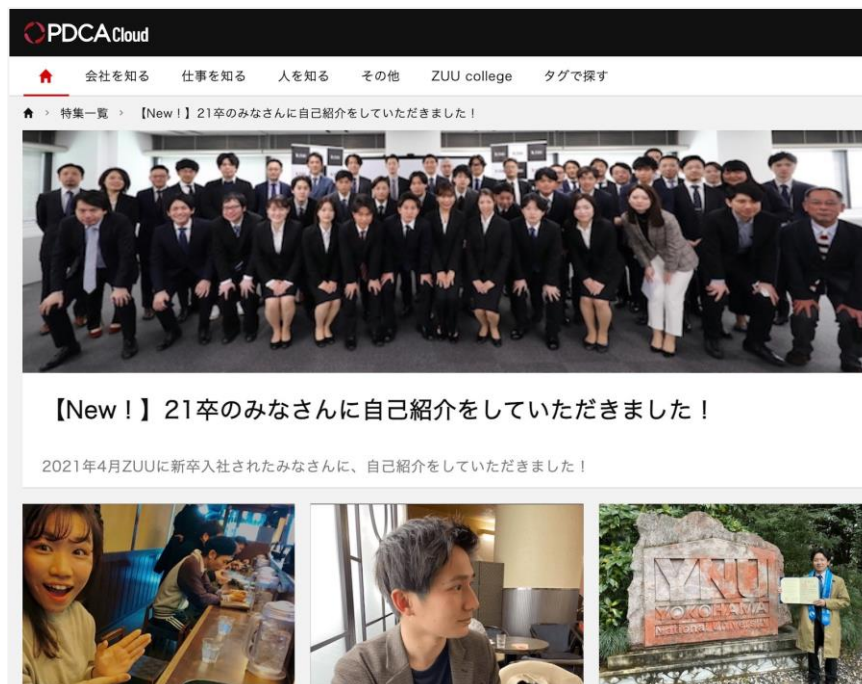 PDCA Cloud
会社を知る 仕事を知る 人を知る その他 ZUU college タグで探す
特集一覧 > 【New！】21卒のみなさんに自己紹介をしていただきました！
【New！】21卒のみなさんに自己紹介をしていただきました！
2021年4月ZUUに新卒入社されたみなさんに、自己紹介をしていただきました！
YNU
YOKOHAMA
NATIONAL UNIVERSITY